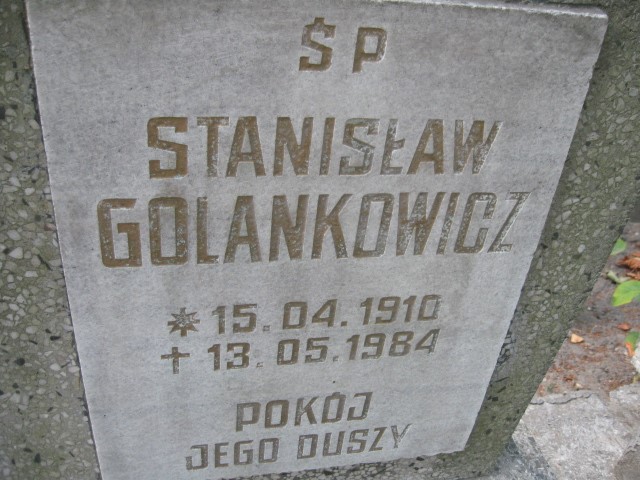 ŚP
STANISŁAW
GOLANKOWICZ
* 15.04.1910
† 13.05.1984
POKÓJ
JEGO DUSZY